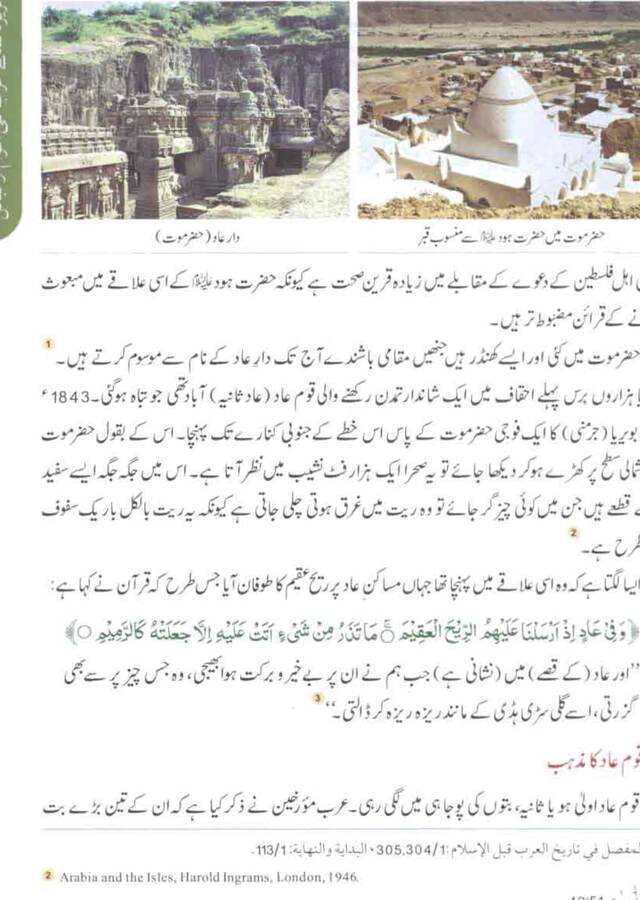 حضرموت میں حضرت ہود علیہ السلام سے منسوب قبر
دار عاد (حضرموت)
اہل فلسطین کے دعوے کے مقابلے میں زیادہ قرین صحت ہے کیونکہ حضرت ہود علیہ السلام کے اسی علاقے میں مبعوث
نے کے قرائن مضبوط تر ہیں۔
حضرموت میں کئی اور ایسے کھنڈر ہیں جنھیں مقامی باشندے آج تک دارِ عاد کے نام سے موسوم کرتے ہیں۔ 1
ہزاروں برس پہلے احقاف میں ایک شاندار تمدن رکھنے والی قوم عاد (عاد ثانیہ) آباد تھی جو تباہ ہوگئی۔ 1843ء
بویریا (جرمنی) کا ایک فوجی حضرموت کے پاس اس خطے کے جنوبی کنارے تک پہنچا۔ اس کے بقول حضرموت
شمالی سطح پر کھڑے ہوکر دیکھا جائے تو یہ صحرا ایک ہزار فٹ نشیب میں نظر آتا ہے۔ اس میں جگہ جگہ ایسے سفید
قطعے ہیں جن میں کوئی چیز گر جائے تو وہ ریت میں غرق ہوتی چلی جاتی ہے کیونکہ یہ ریت بالکل باریک سفوف
طرح ہے۔ 2
ایسا لگتا ہے کہ وہ اسی علاقے میں پہنچا تھا جہاں مساکنِ عاد پر ریح عقیم کا طوفان آیا جس طرح کہ قرآن نے کہا ہے:
﴿وَفِیْ عَادٍ اِذْ اَرْسَلْنَا عَلَیْهِمُ الرِّیْحَ الْعَقِیْمَ ۝ مَا تَذَرُ مِنْ شَیْءٍ اَتَتْ عَلَیْهِ اِلَّا جَعَلَتْهُ كَالرَّمِیْمِ ۝﴾
’’اور عاد (کے قصے) میں (نشانی ہے) جب ہم نے ان پر بے خیر و برکت ہوا بھیجی، وہ جس چیز پر سے بھی
گزرتی، اسے گلی سڑی ہڈی کے مانند ریزہ ریزہ کر ڈالتی۔‘‘ 3
قوم عاد کا مذہب
قوم عاد اولیٰ ہو یا ثانیہ، بتوں کی پوجا ہی میں لگی رہی۔ عرب مؤرخین نے ذکر کیا ہے کہ ان کے تین بڑے بت
المفصل في تاريخ العرب قبل الإسلام: 305,304/1، البداية والنهاية: 113/1.
2 Arabia and the Isles, Harold Ingrams, London, 1946.